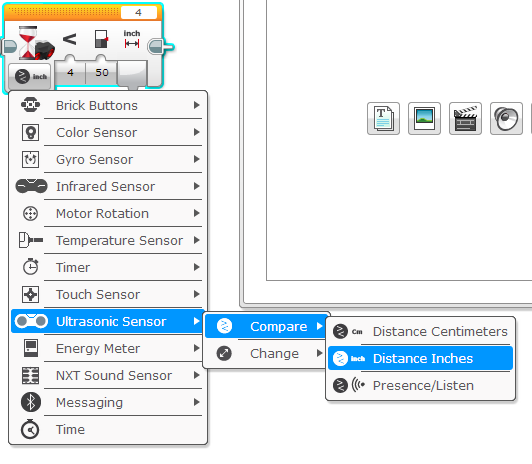 4
inch
inch
4 50
Brick Buttons
Color Sensor
Gyro Sensor
Infrared Sensor
Motor Rotation
Temperature Sensor
Timer
Touch Sensor
Ultrasonic Sensor
Energy Meter
NXT Sound Sensor
Messaging
Time
Compare
Change
Cm Distance Centimeters
inch Distance Inches
Presence/Listen
T